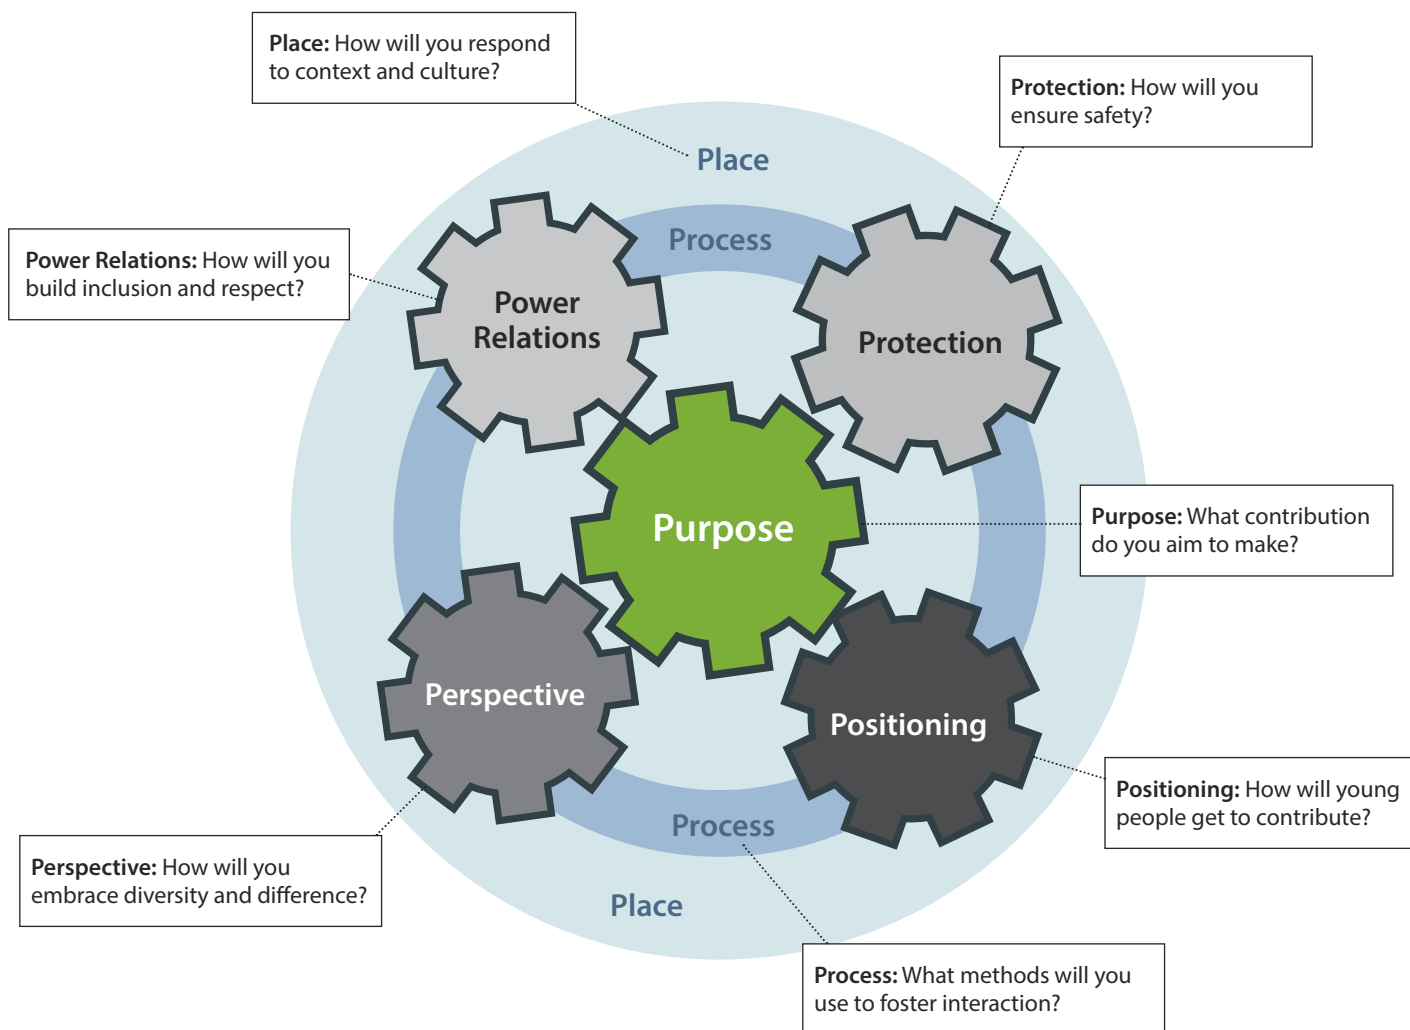 Place: How will you respond
to context and culture?
Protection: How will you
ensure safety?
Place
Process
Power Relations: How will you
build inclusion and respect?
Power
Relations
Protection
Purpose
Purpose: What contribution
do you aim to make?
Perspective
Positioning
Positioning: How will young
people get to contribute?
Process
Perspective: How will you
embrace diversity and difference?
Place
Process: What methods will you
use to foster interaction?